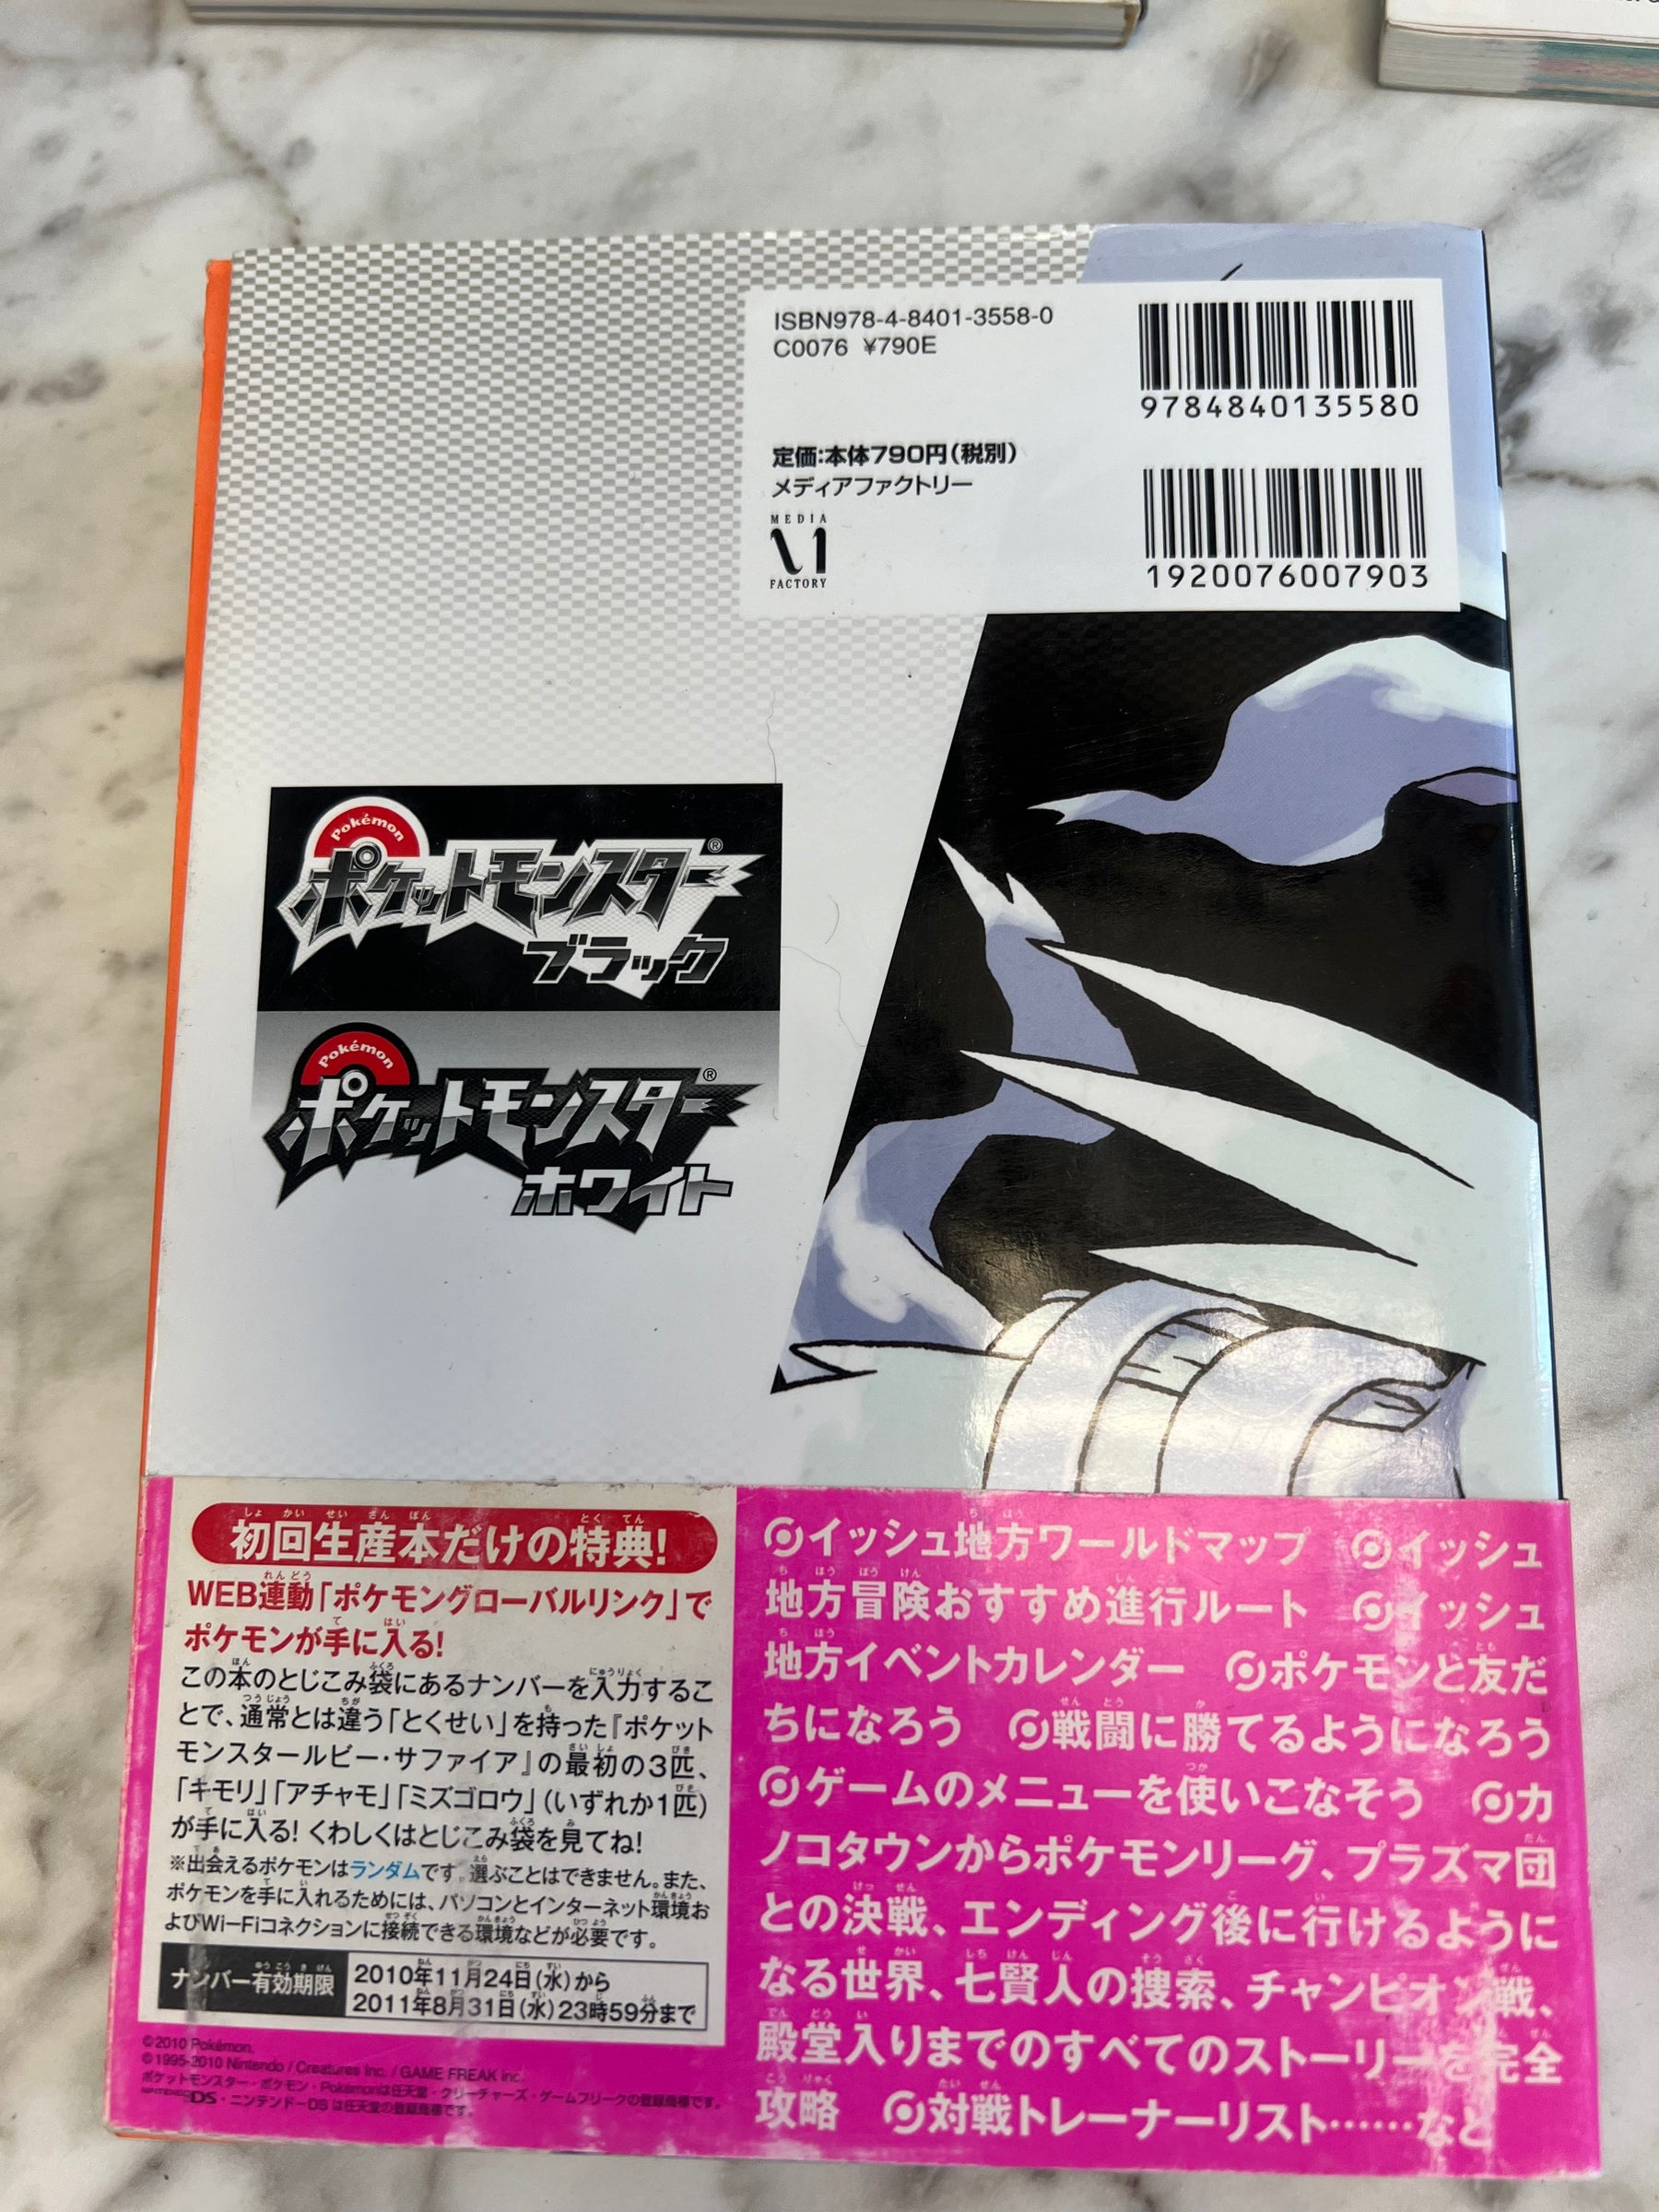 ISBN978-4-8401-3558-0
C0076 ¥790E
9784840135580
定価:本体790円(税別)
メディアファクトリー
MEDIA
FACTORY
1920076007903
Pokémon
ポケットモンスター®
ブラック
Pokémon
ポケットモンスター®
ホワイト
初回生産本だけの特典!
WEB連動「ポケモングローバルリンク」で
ポケモンが手に入る!
この本のとじこみ袋にあるナンバーを入力するこ
とで、通常とは違う「とくせい」を持った『ポケット
モンスタールビー・サファイア』の最初の3匹、
「キモリ」「アチャモ」「ミズゴロウ」(いずれか1匹)
が手に入る! くわしくはとじこみ袋を見てね!
※出会えるポケモンはランダムです。選ぶことはできません。また、
ポケモンを手に入れるためには、パソコンとインターネット環境お
よびWi-Fiコネクションに接続できる環境などが必要です。
ナンバー有効期限
2010年11月24日(水)から
2011年8月31日(水)23時59分まで
©2010 Pokémon.
©1995-2010 Nintendo / Creatures Inc. / GAME FREAK inc.
ポケットモンスター・ポケモン・Pokémonは任天堂・クリーチャーズ・ゲームフリークの登録商標です。
NINTENDO DS・ニンテンドーDSは任天堂の登録商標です。
イッシュ地方ワールドマップ イッシュ
地方冒険おすすめ進行ルート イッシュ
地方イベントカレンダー ポケモンと友だ
ちになろう 戦闘に勝てるようになろう
ゲームのメニューを使いこなそう カ
ノコタウンからポケモンリーグ、プラズマ団
との決戦、エンディング後に行けるように
なる世界、七賢人の捜索、チャンピオン戦、
殿堂入りまでのすべてのストーリーを完全
攻略 対戦トレーナーリスト……など